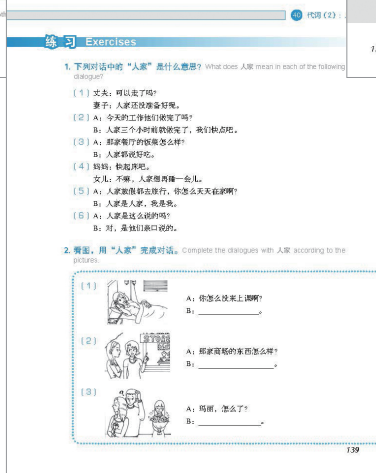 40 代词(2):
练习 Exercises
1. 下列对话中的“人家”是什么意思? What does 人家 mean in each of the following
dialogue?
(1)丈夫:可以走了吗?
妻子:人家还没准备好呢。
(2)A:今天的工作他们做完了吗?
B:人家三个小时前就做完了,我们快点吧。
(3)A:那家餐厅的饭菜怎么样?
B:人家都说好吃。
(4)妈妈:快起床吧。
女儿:不嘛,人家想再睡一会儿。
(5)A:人家放假都去旅行,你怎么天天在家啊?
B:人家是人家,我是我。
(6)A:人家是这么说的吗?
B:对,是他们亲口说的。
2. 看图,用“人家”完成对话。Complete the dialogues with 人家 according to the
pictures.
(1)
A:你怎么没来上课啊?
B:____________。
(2)
A:那家商场的东西怎么样?
B:____________。
(3)
A:玛丽,怎么了?
B:____________。
139